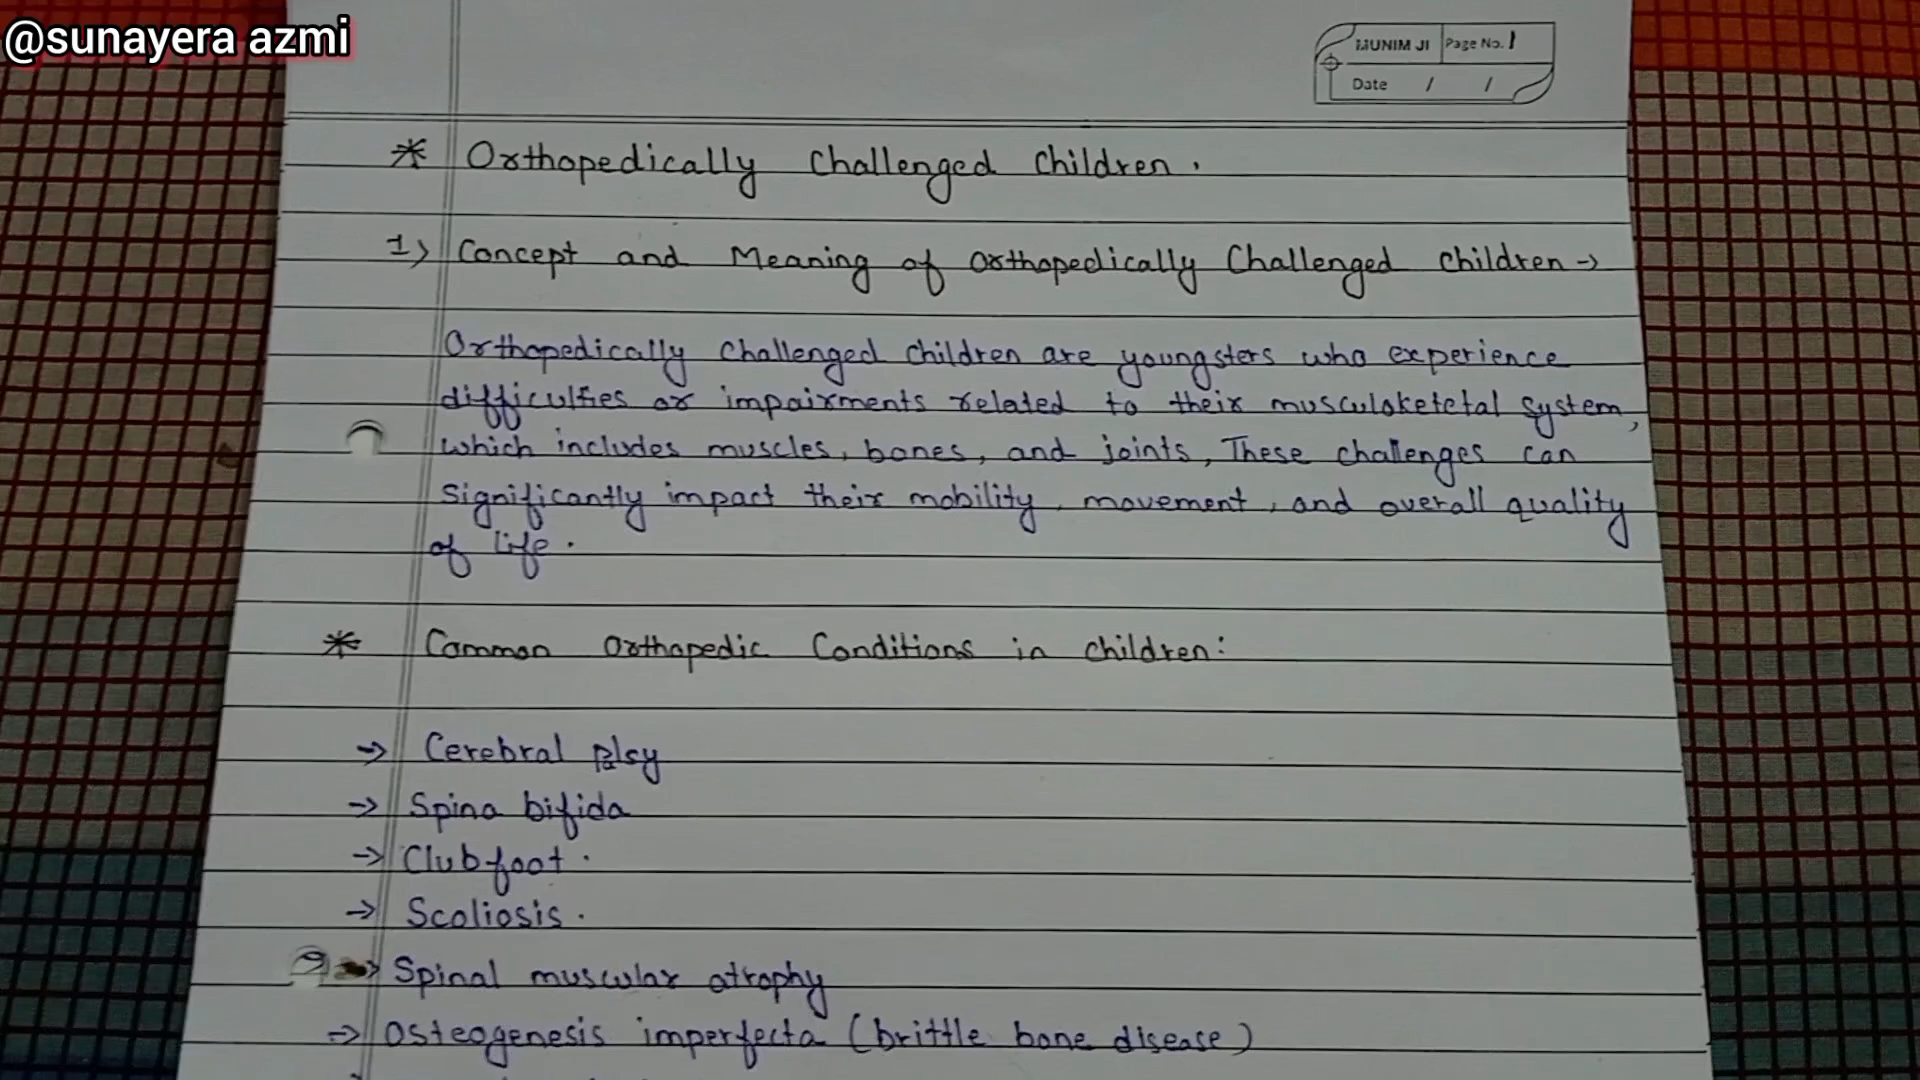 @sunayera azmi
MUNIM JI Page No. 1
Date / /
* Orthopedically Challenged Children.
1) Concept and Meaning of Orthopedically Challenged Children →
Orthopedically Challenged Children are youngsters who experience
difficulties or impairments related to their musculoketetal system,
which includes muscles, bones, and joints, These challenges can
significantly impact their mobility, movement, and overall quality
of life.
* Common Orthopedic Conditions in children:
→ Cerebral Palsy
→ Spina bifida
→ Clubfoot.
→ Scoliosis.
→ Spinal muscular atrophy
→ Osteogenesis imperfecta (brittle bone disease)